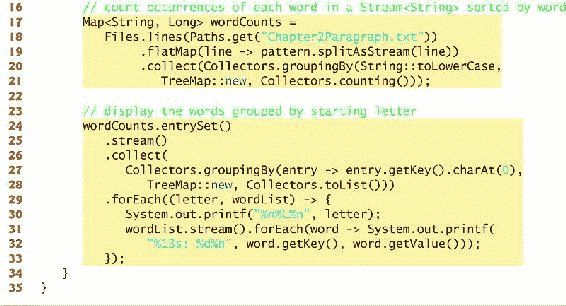 16 // count occurrences of each word in a Stream<String> sorted by word
17 Map<String, Long> wordCounts =
18 Files.lines(Paths.get("Chapter2Paragraph.txt"))
19 .flatMap(line -> pattern.splitAsStream(line))
20 .collect(Collectors.groupingBy(String::toLowerCase,
21 TreeMap::new, Collectors.counting()));
22
23 // display the words grouped by starting letter
24 wordCounts.entrySet()
25 .stream()
26 .collect(
27 Collectors.groupingBy(entry -> entry.getKey().charAt(0),
28 TreeMap::new, Collectors.toList()))
29 .forEach((letter, wordList) -> {
30 System.out.printf("%n%C%n", letter);
31 wordList.stream().forEach(word -> System.out.printf(
32 "%13s: %d%n", word.getKey(), word.getValue()));
33 });
34 }
35 }